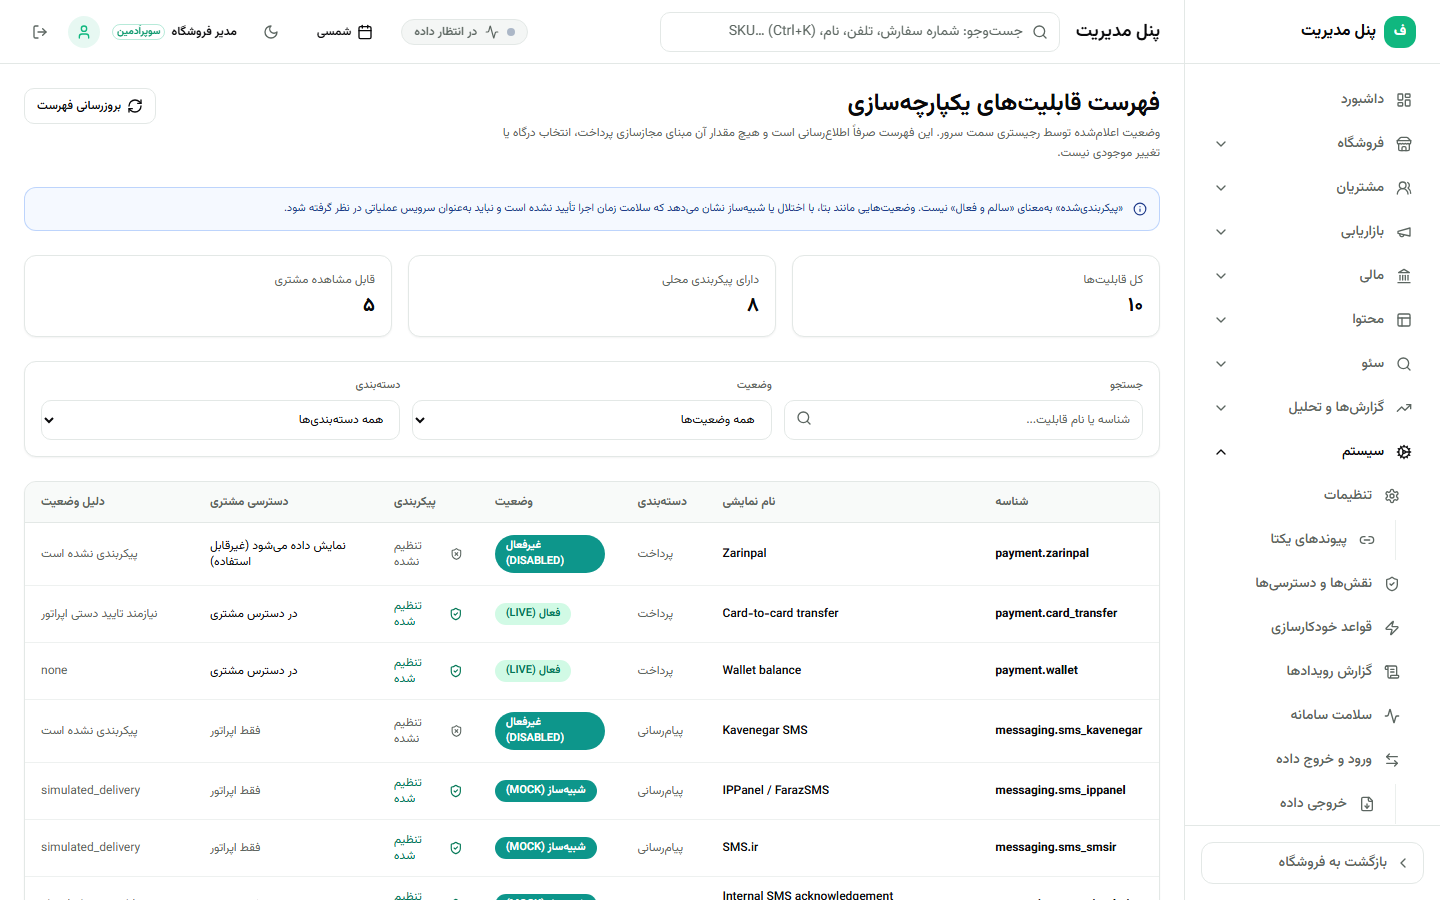 ف
پنل مدیریت
داشبورد
فروشگاه
مشتریان
بازاریابی
مالی
محتوا
سئو
گزارش‌ها و تحلیل
سیستم
تنظیمات
پیوندهای یکتا
نقش‌ها و دسترسی‌ها
قواعد خودکارسازی
گزارش رویدادها
سلامت سامانه
ورود و خروج داده
خروجی داده
بازگشت به فروشگاه
پنل مدیریت
جست‌وجو: شماره سفارش، تلفن، نام، SKU… (Ctrl+K)
در انتظار داده
شمسی
مدیر فروشگاه
سوپرادمین
فهرست قابلیت‌های یکپارچه‌سازی
وضعیت اعلام‌شده توسط رجیستری سمت سرور. این فهرست صرفاً اطلاع‌رسانی است و هیچ مقدار آن مبنای مجازسازی پرداخت، انتخاب درگاه یا
تغییر موجودی نیست.
بروزرسانی فهرست
«پیکربندی‌شده» به‌معنای «سالم و فعال» نیست. وضعیت‌هایی مانند بتا، با اختلال یا شبیه‌ساز نشان می‌دهد که سلامت زمان اجرا تأیید نشده است و نباید به‌عنوان سرویس عملیاتی در نظر گرفته شود.
کل قابلیت‌ها
۱۰
دارای پیکربندی محلی
۸
قابل مشاهده مشتری
۵
جستجو
شناسه یا نام قابلیت...
وضعیت
همه وضعیت‌ها
دسته‌بندی
همه دسته‌بندی‌ها
شناسه نام نمایشی دسته‌بندی وضعیت پیکربندی دسترسی مشتری دلیل وضعیت
payment.zarinpal Zarinpal پرداخت غیرفعال (DISABLED) تنظیم نشده نمایش داده می‌شود (غیرقابل استفاده) پیکربندی نشده است
payment.card_transfer Card-to-card transfer پرداخت فعال (LIVE) تنظیم شده در دسترس مشتری نیازمند تایید دستی اپراتور
payment.wallet Wallet balance پرداخت فعال (LIVE) تنظیم شده در دسترس مشتری none
messaging.sms_kavenegar Kavenegar SMS پیام‌رسانی غیرفعال (DISABLED) تنظیم نشده فقط اپراتور پیکربندی نشده است
messaging.sms_ippanel IPPanel / FarazSMS پیام‌رسانی شبیه‌ساز (MOCK) تنظیم شده فقط اپراتور simulated_delivery
messaging.sms_smsir SMS.ir پیام‌رسانی شبیه‌ساز (MOCK) تنظیم شده فقط اپراتور simulated_delivery
Internal SMS acknowledgement تنظیم